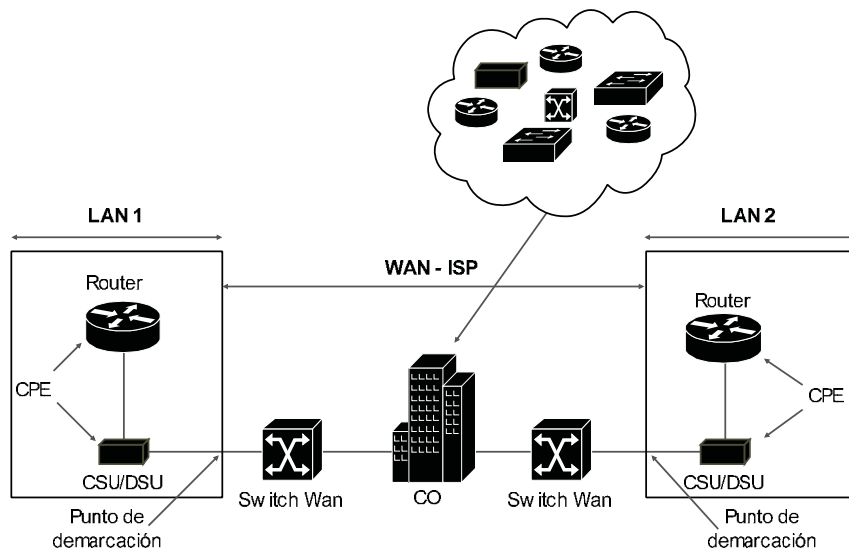 LAN 1
LAN 2
WAN - ISP
Router
Router
CPE
CPE
CSU/DSU
Switch Wan
CO
Switch Wan
CSU/DSU
Punto de
demarcación
Punto de
demarcación